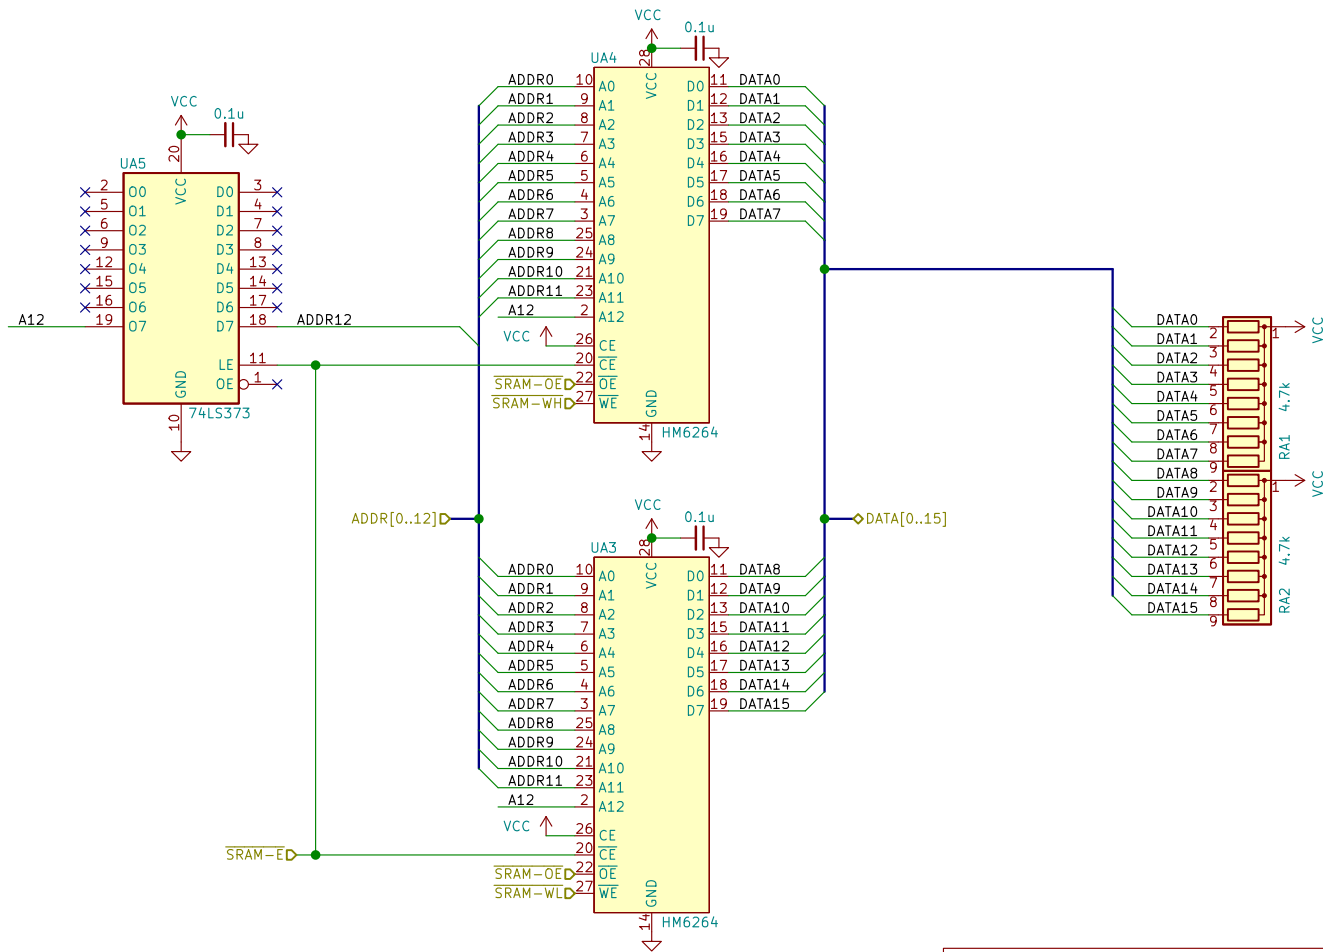 VCC
0.1u
20
UA5
VCC
2 O0 D0 3
5 O1 D1 4
6 O2 D2 7
9 O3 D3 8
12 O4 D4 13
15 O5 D5 14
16 O6 D6 17
A12 19 O7 D7 18 ADDR12
LE 11
OE 1
GND
10
74LS373
VCC
0.1u
28
UA4
VCC
ADDR0 10 A0 D0 11 DATA0
ADDR1 9 A1 D1 12 DATA1
ADDR2 8 A2 D2 13 DATA2
ADDR3 7 A3 D3 15 DATA3
ADDR4 6 A4 D4 16 DATA4
ADDR5 5 A5 D5 17 DATA5
ADDR6 4 A6 D6 18 DATA6
ADDR7 3 A7 D7 19 DATA7
ADDR8 25 A8
ADDR9 24 A9
ADDR10 21 A10
ADDR11 23 A11
A12 2 A12
VCC 26 CE
20 CE
SRAM-OE 22 OE
SRAM-WH 27 WE
GND
14
HM6264
ADDR[0..12]
DATA[0..15]
VCC
0.1u
28
UA3
VCC
ADDR0 10 A0 D0 11 DATA8
ADDR1 9 A1 D1 12 DATA9
ADDR2 8 A2 D2 13 DATA10
ADDR3 7 A3 D3 15 DATA11
ADDR4 6 A4 D4 16 DATA12
ADDR5 5 A5 D5 17 DATA13
ADDR6 4 A6 D6 18 DATA14
ADDR7 3 A7 D7 19 DATA15
ADDR8 25 A8
ADDR9 24 A9
ADDR10 21 A10
ADDR11 23 A11
A12 2 A12
VCC 26 CE
SRAM-E 20 CE
SRAM-OE 22 OE
SRAM-WL 27 WE
GND
14
HM6264
DATA0 2 1 VCC
DATA1 3
DATA2 4
DATA3 5
DATA4 6
DATA5 7
DATA6 8
DATA7 9
4.7k
RA1
DATA8 2 1 VCC
DATA9 3
DATA10 4
DATA11 5
DATA12 6
DATA13 7
DATA14 8
DATA15 9
4.7k
RA2